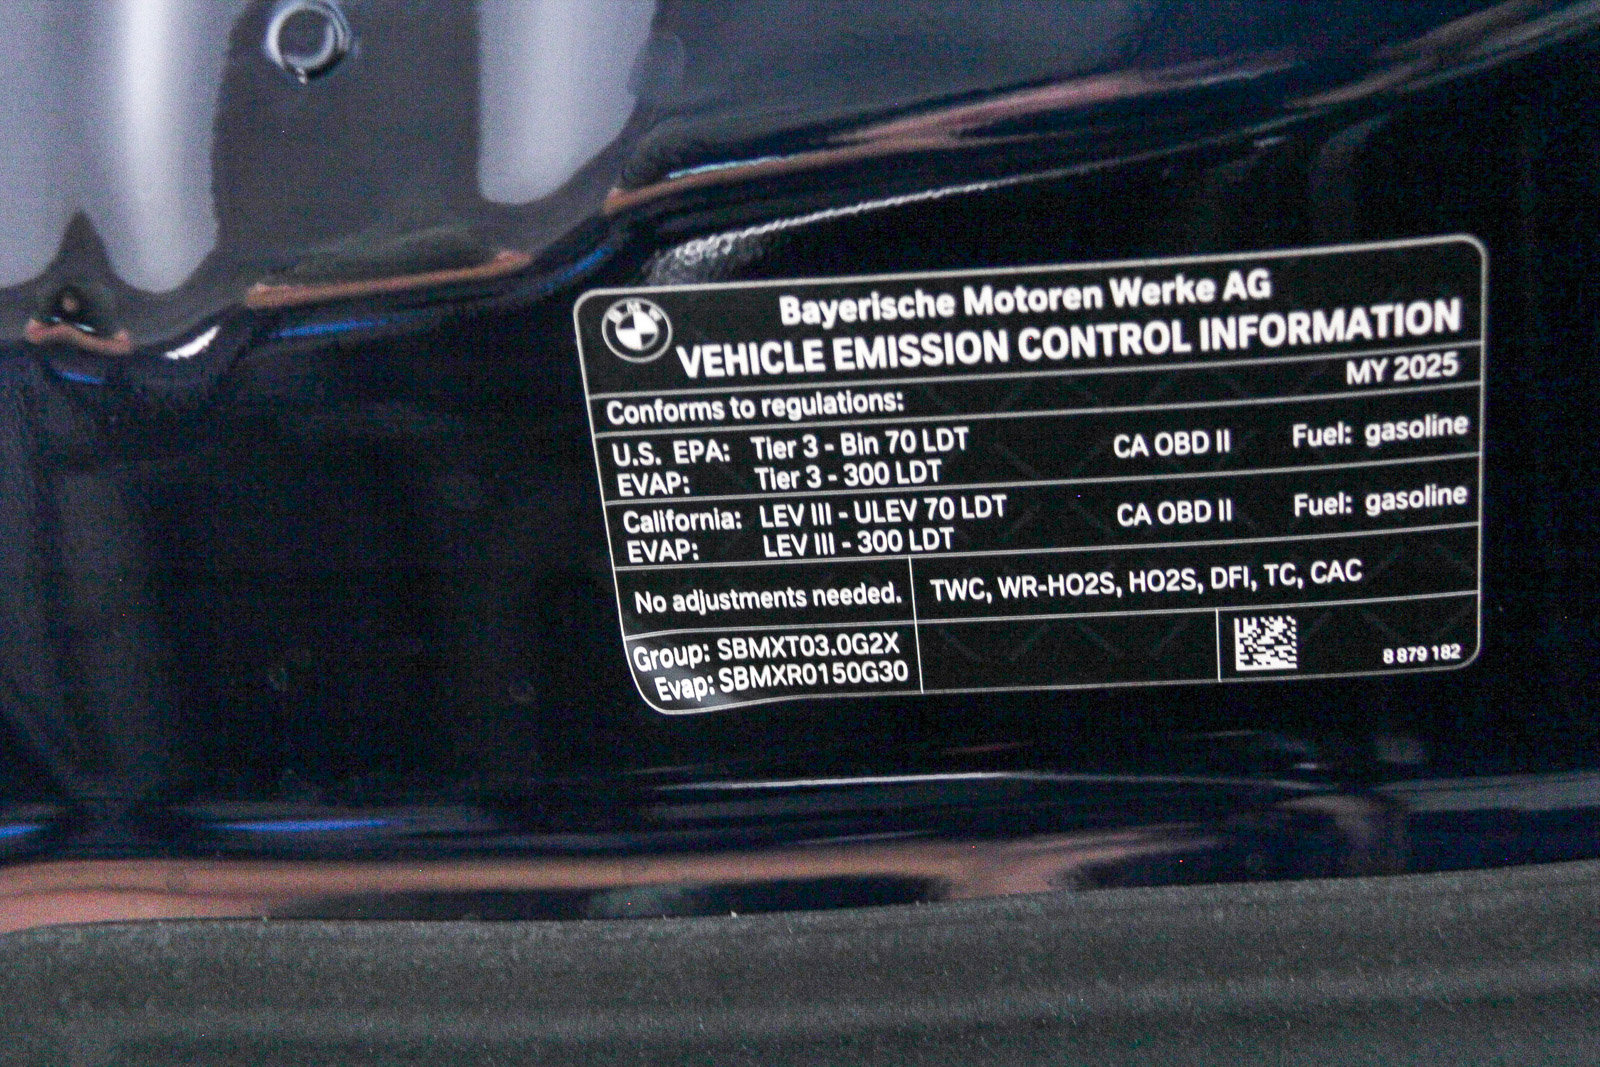 BMW
Bayerische Motoren Werke AG
VEHICLE EMISSION CONTROL INFORMATION
MY 2025
Conforms to regulations:
U.S. EPA: Tier 3 - Bin 70 LDT CA OBD II Fuel: gasoline
EVAP: Tier 3 - 300 LDT
California: LEV III - ULEV 70 LDT CA OBD II Fuel: gasoline
EVAP: LEV III - 300 LDT
No adjustments needed. TWC, WR-HO2S, HO2S, DFI, TC, CAC
Group: SBMXT03.0G2X
Evap: SBMXR0150G30
8 879 182